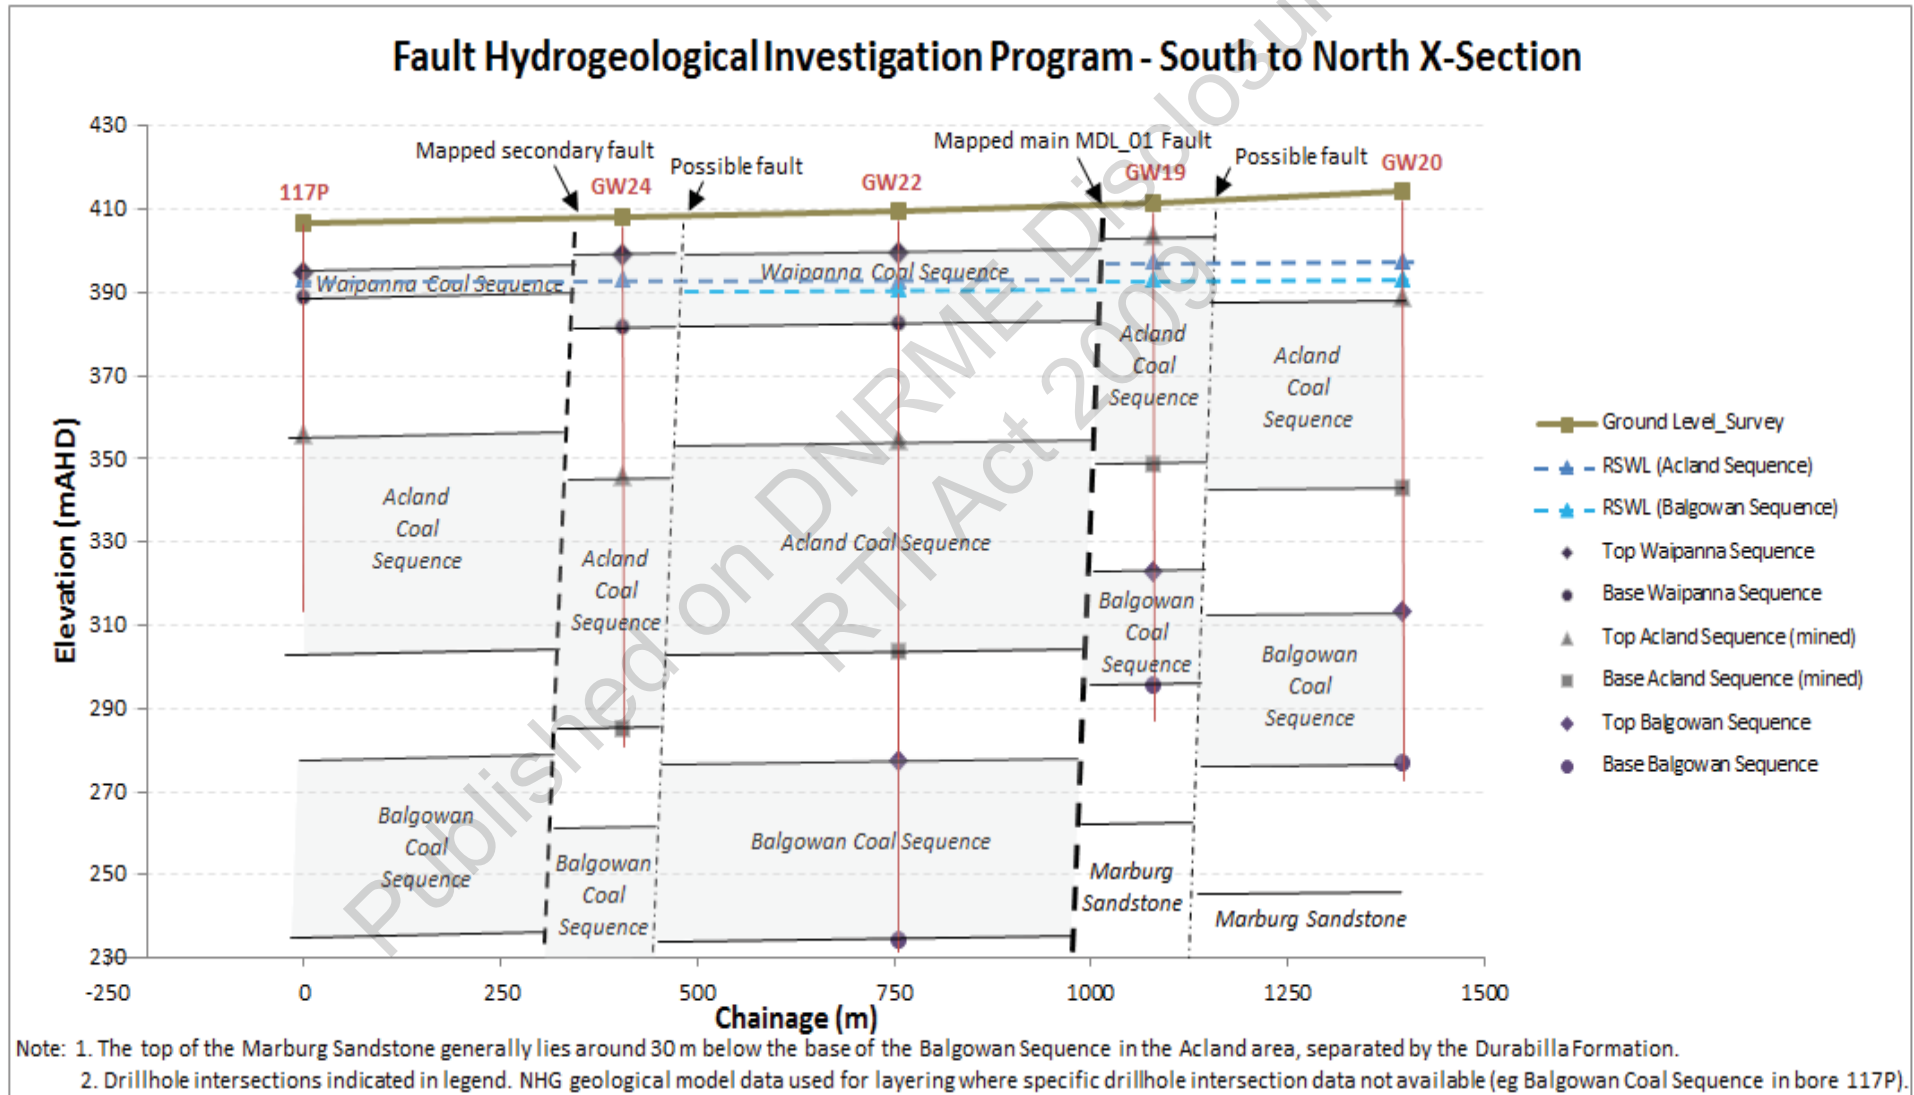 Fault Hydrogeological Investigation Program - South to North X-Section
430
410
390
370
350
330
310
290
270
250
230
Elevation (mAHD)
-250
0
250
500
750
1000
1250
1500
Chainage (m)
117P
Mapped secondary fault
GW24
Possible fault
GW22
Mapped main MDL_01 Fault
GW19
Possible fault
GW20
Waipanna Coal Sequence
Waipanna Coal Sequence
Acland
Coal
Sequence
Acland
Coal
Sequence
Acland Coal Sequence
Acland
Coal
Sequence
Acland
Coal
Sequence
Balgowan
Coal
Sequence
Balgowan
Coal
Sequence
Balgowan Coal Sequence
Balgowan
Coal
Sequence
Balgowan
Coal
Sequence
Marburg
Sandstone
Marburg Sandstone
Ground Level_Survey
RSWL (Acland Sequence)
RSWL (Balgowan Sequence)
Top Waipanna Sequence
Base Waipanna Sequence
Top Acland Sequence (mined)
Base Acland Sequence (mined)
Top Balgowan Sequence
Base Balgowan Sequence
Published on DNRME Disclosur
RTI Act 2009
Note: 1. The top of the Marburg Sandstone generally lies around 30 m below the base of the Balgowan Sequence in the Acland area, separated by the Durabilla Formation.
2. Drillhole intersections indicated in legend. NHG geological model data used for layering where specific drillhole intersection data not available (eg Balgowan Coal Sequence in bore 117P).